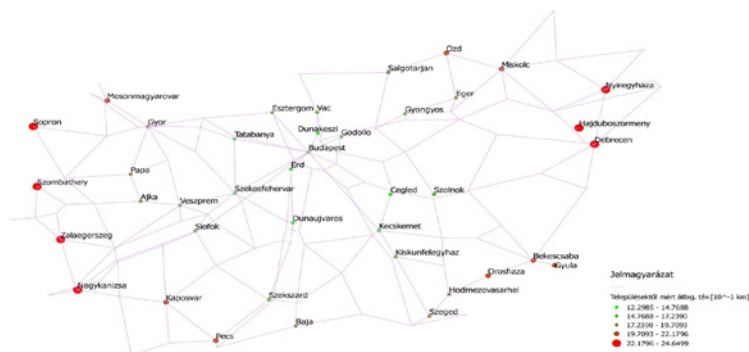 Ozd
Salgotarjan
Miskolc
Nyiregyhaza
Mosonmagyarovar
Eger
Esztergom
Vac
Gyongyos
Sopron
Gyor
Dunakeszi
Godollo
Hajduboszormeny
Tatabanya
Budapest
Debrecen
Papa
Erd
Szombathely
Szekesfehervar
Cegled
Szolnok
Ajka
Veszprem
Dunaujvaros
Zalaegerszeg
Siofok
Kecskemet
Kiskunfelegyhaz
Bekescsaba
Gyula
Nagykanizsa
Oroshaza
Kaposvar
Szekszard
Hodmezovasarhel
Pecs
Baja
Szeged
Jelmagyarázat
Településektől mért átlag. táv [10^-1 km]
12.2985 - 14.7688
14.7688 - 17.2390
17.2390 - 19.7093
19.7093 - 22.1796
22.1796 - 24.6499